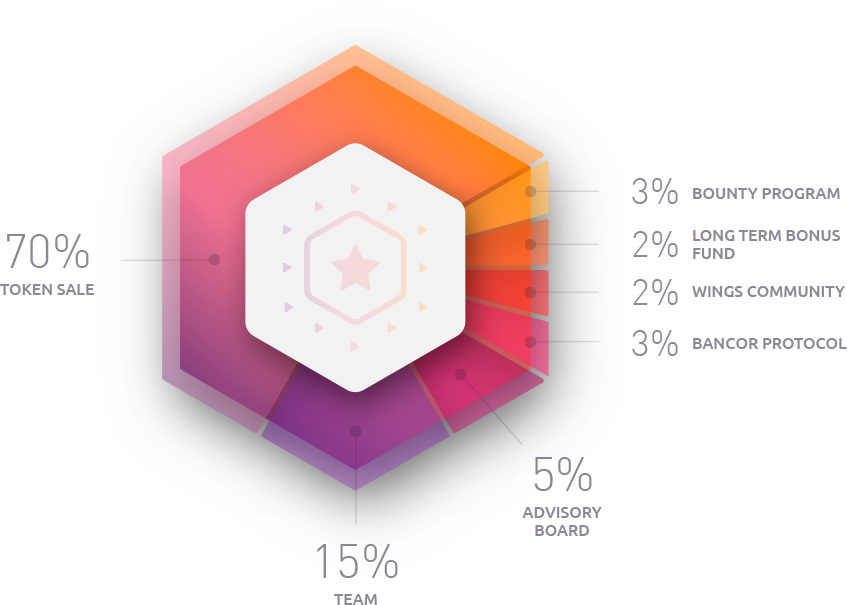 70%
TOKEN SALE
3%
BOUNTY PROGRAM
2%
LONG TERM BONUS
FUND
2%
WINGS COMMUNITY
3%
BANCOR PROTOCOL
5%
ADVISORY
BOARD
15%
TEAM